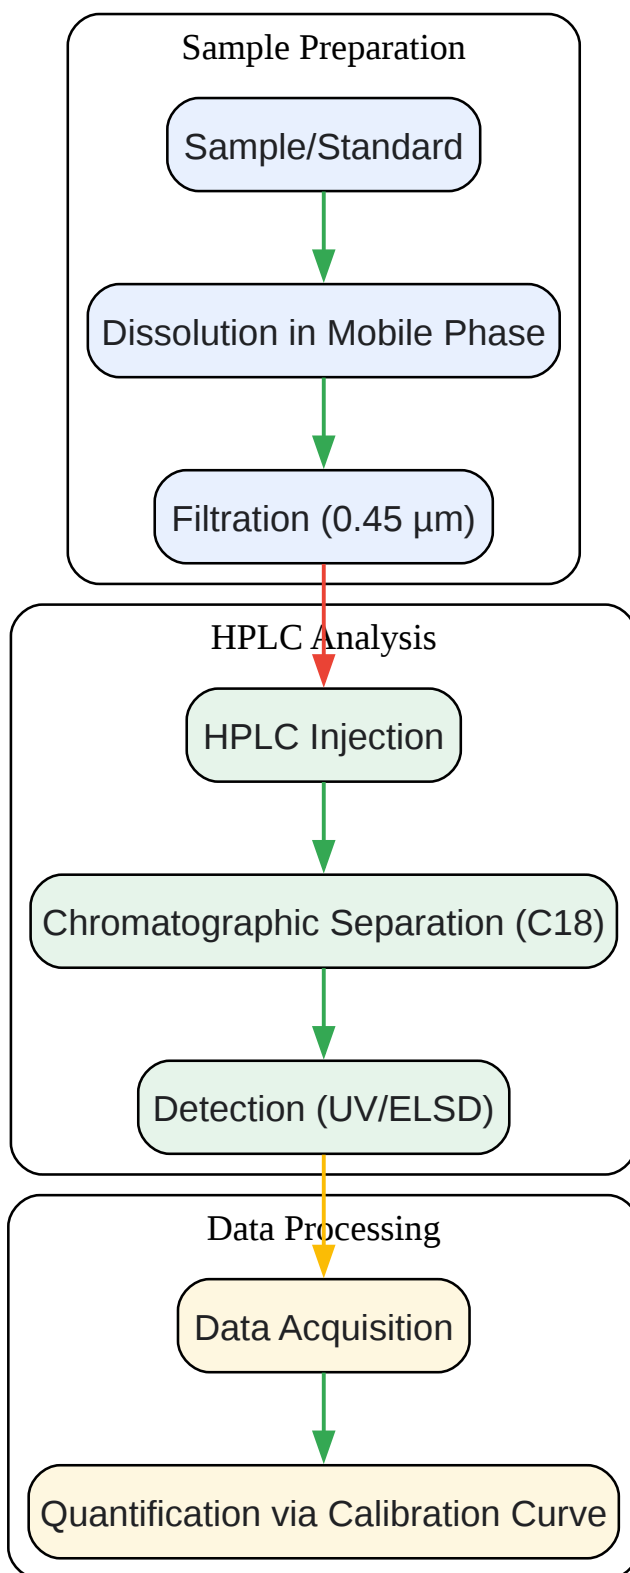 Sample Preparation
Sample/Standard
Dissolution in Mobile Phase
Filtration (0.45 µm)
HPLC Analysis
HPLC Injection
Chromatographic Separation (C18)
Detection (UV/ELSD)
Data Processing
Data Acquisition
Quantification via Calibration Curve